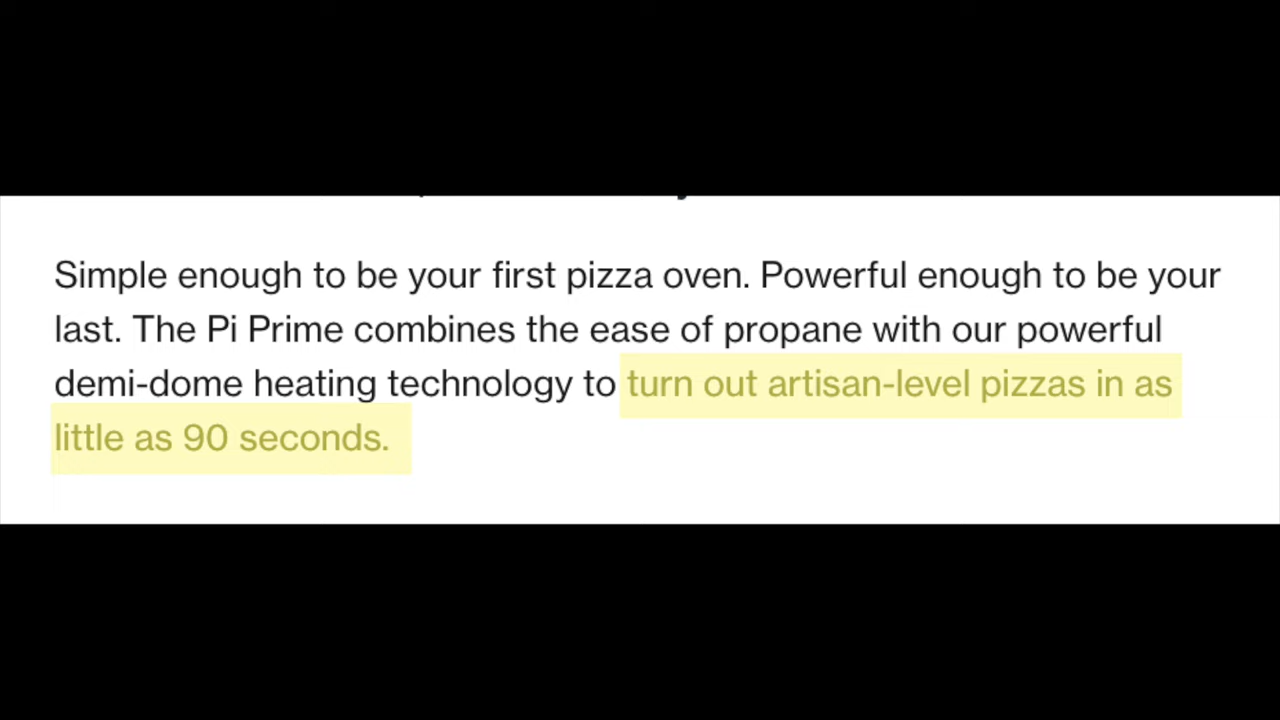 Simple enough to be your first pizza oven. Powerful enough to be your
last. The Pi Prime combines the ease of propane with our powerful
demi-dome heating technology to turn out artisan-level pizzas in as
little as 90 seconds.